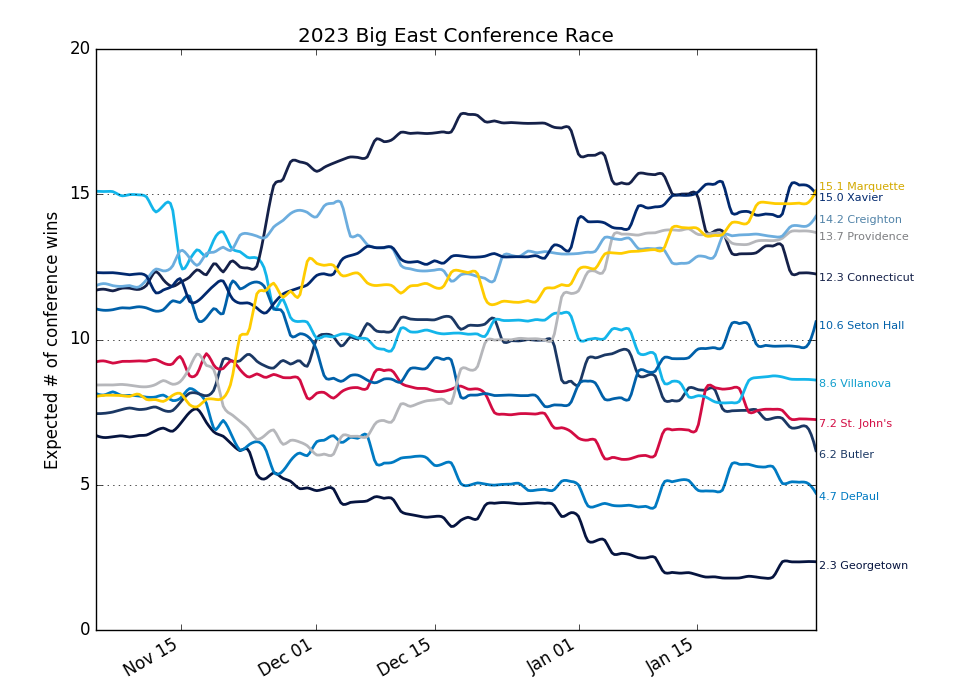 2023 Big East Conference Race
Expected # of conference wins
20
15
10
5
0
Nov 15
Dec 01
Dec 15
Jan 01
Jan 15
15.1 Marquette
15.0 Xavier
14.2 Creighton
13.7 Providence
12.3 Connecticut
10.6 Seton Hall
8.6 Villanova
7.2 St. John's
6.2 Butler
4.7 DePaul
2.3 Georgetown